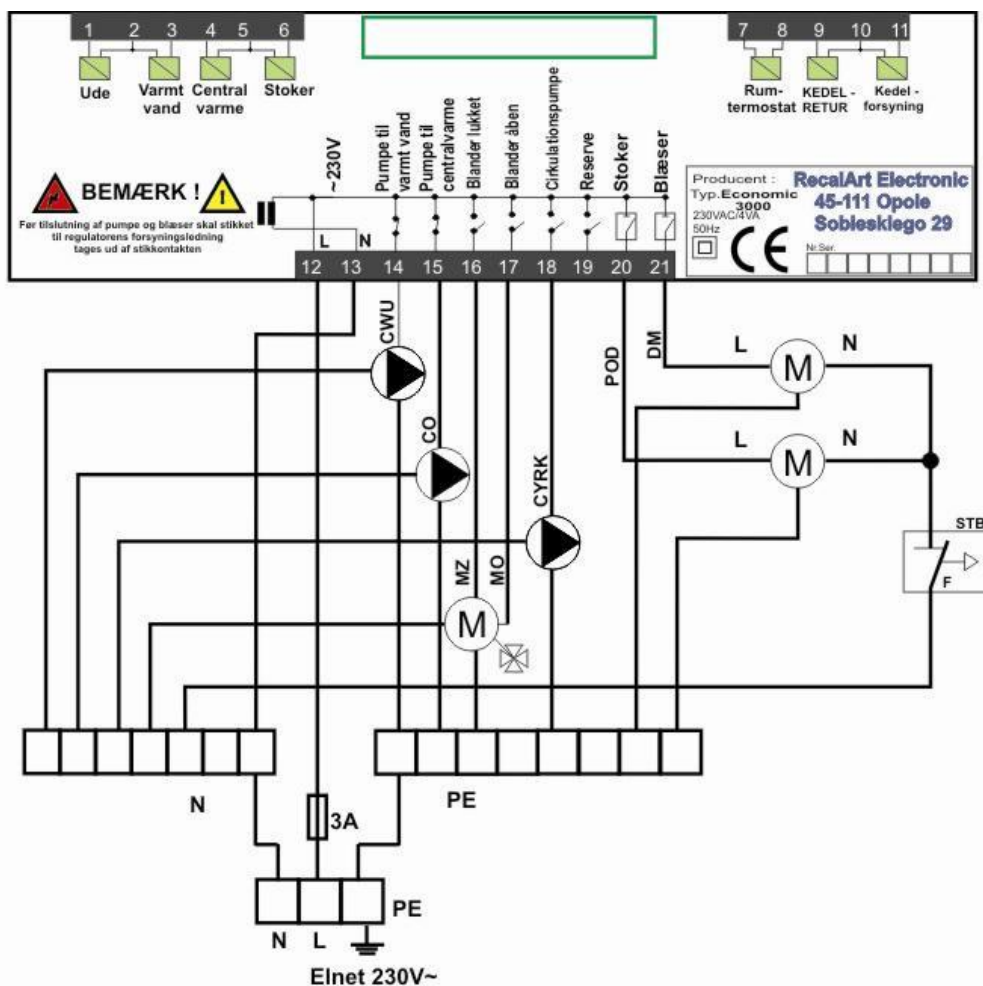 1 2 3 4 5 6
7 8 9 10 11
Ude
Varmt
vand
Central
varme
Stoker
Rum-
termostat
KEDEL -
RETUR
Kedel -
forsyning
BEMÆRK !
Før tilslutning af pumpe og blæser skal stikket
til regulatorens forsyningsledning
tages ud af stikkontakten
~230V
L
N
Pumpe til
varmt vand
Pumpe til
centralvarme
Blander lukket
Blander åben
Cirkulationspumpe
Reserve
Stoker
Blæser
Producent :
RecalArt Electronic
45-111 Opole
Sobieskiego 29
Typ.Economic
3000
230VAC/4VA
50Hz
CE
Nr.Ser.
12 13 14 15 16 17 18 19 20 21
CWU
CO
MZ
MO
CYRK
POD
DM
L
M
N
L
M
N
STB
F
M
N
PE
3A
PE
N
L
Elnet 230V~